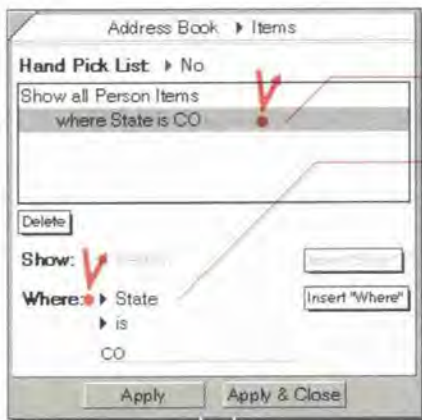 Address Book ▸ Items
Hand Pick List ▸ No
Show all Person Items
where State is CO
Delete
Show:
Where: ▸ State
Insert "Where"
▸ is
CO
Apply
Apply & Close